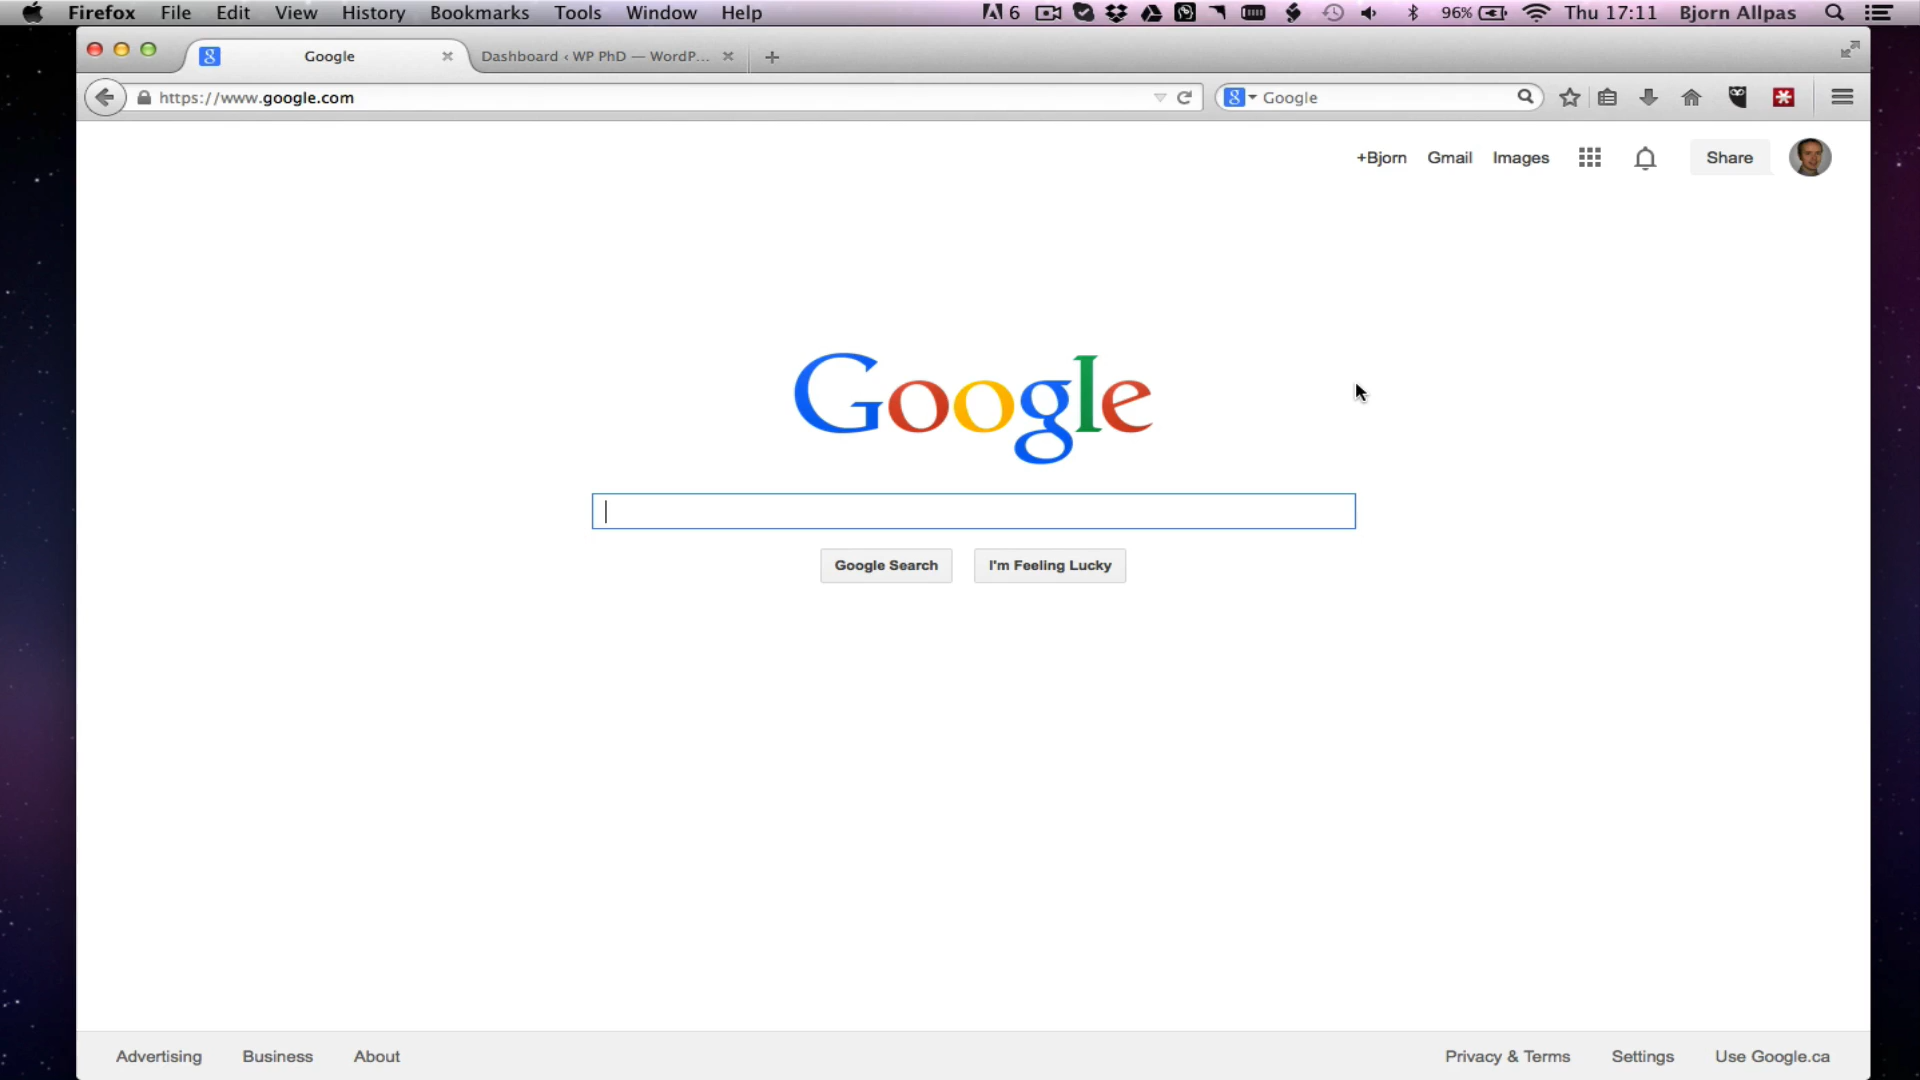 Firefox File Edit View History Bookmarks Tools Window Help 6 96% Thu 17:11 Bjorn Allpas
Google Dashboard ‹ WP PhD — WordP...
https://www.google.com Google
+Bjorn Gmail Images Share
Google
Google Search I'm Feeling Lucky
Advertising Business About Privacy & Terms Settings Use Google.ca